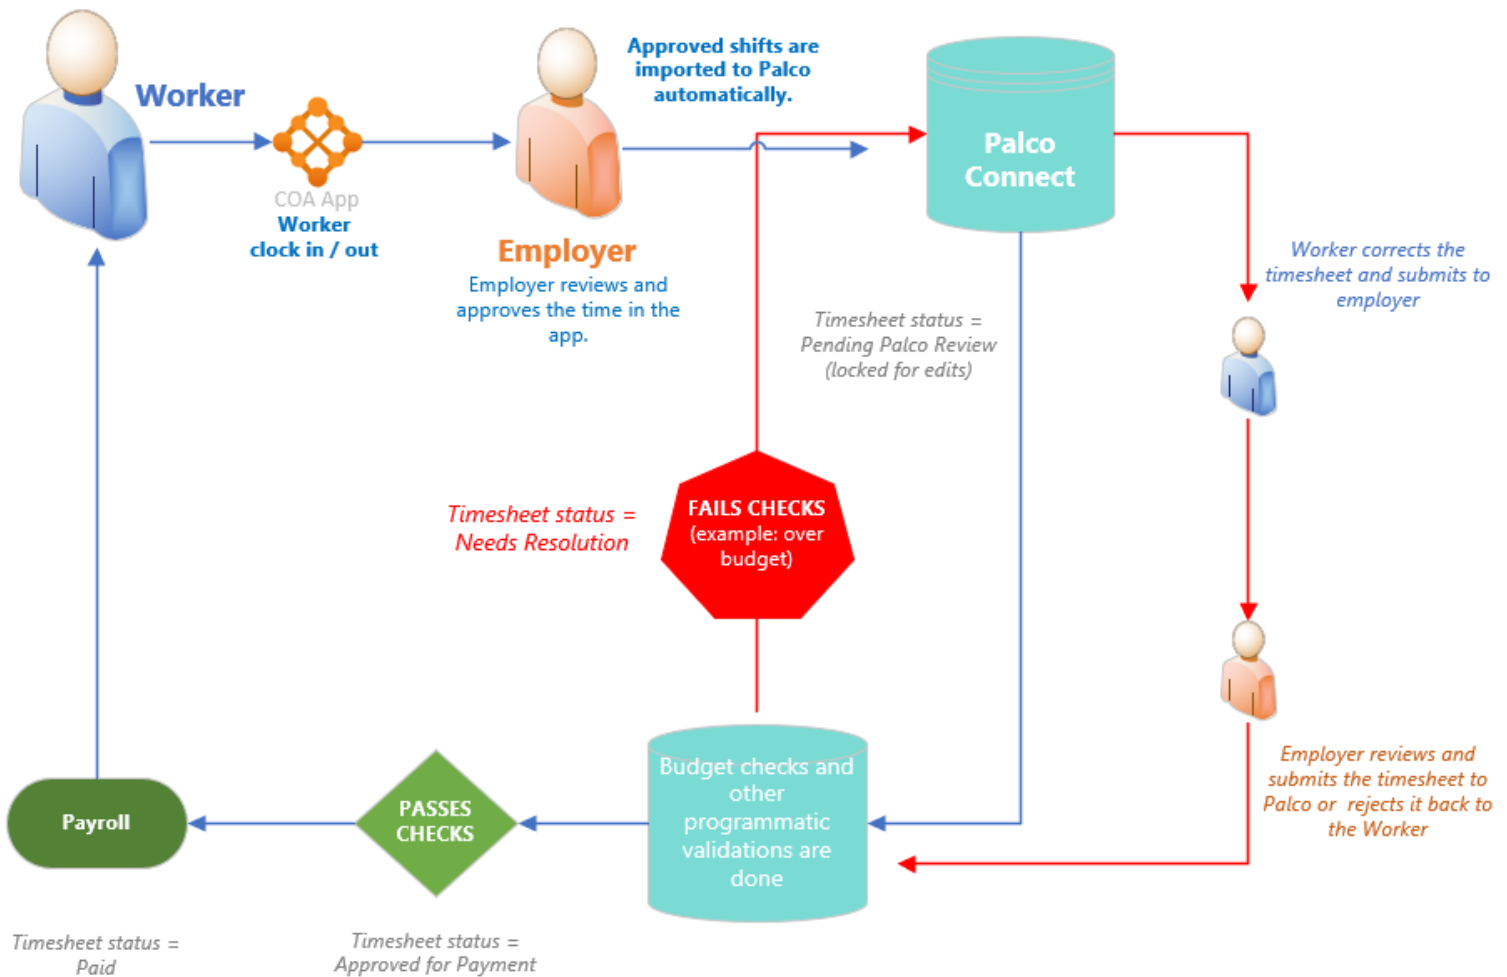 Worker
COA App
Worker
clock in / out
Employer
Employer reviews and
approves the time in the
app.
Approved shifts are
imported to Palco
automatically.
Palco
Connect
Worker corrects the
timesheet and submits to
employer
Timesheet status =
Pending Palco Review
(locked for edits)
FAILS CHECKS
(example: over
budget)
Timesheet status =
Needs Resolution
Employer reviews and
submits the timesheet to
Palco or  rejects it back to
the Worker
Budget checks and
other
programmatic
validations are
done
PASSES
CHECKS
Payroll
Timesheet status =
Approved for Payment
Timesheet status =
Paid